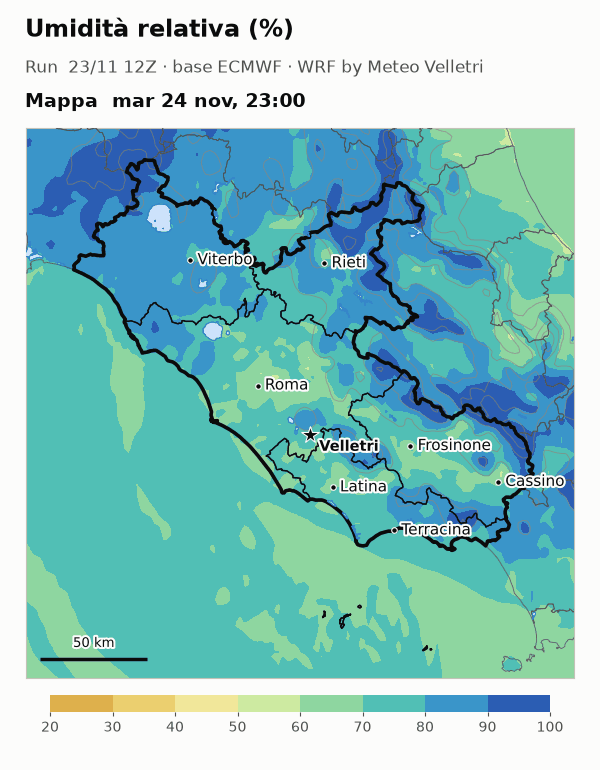 Umidità relativa (%)
Run  23/11 12Z · base ECMWF · WRF by Meteo Velletri
Mappa  mar 24 nov, 23:00
Viterbo
Rieti
Roma
Velletri
Frosinone
Cassino
Latina
Terracina
50 km
20 30 40 50 60 70 80 90 100